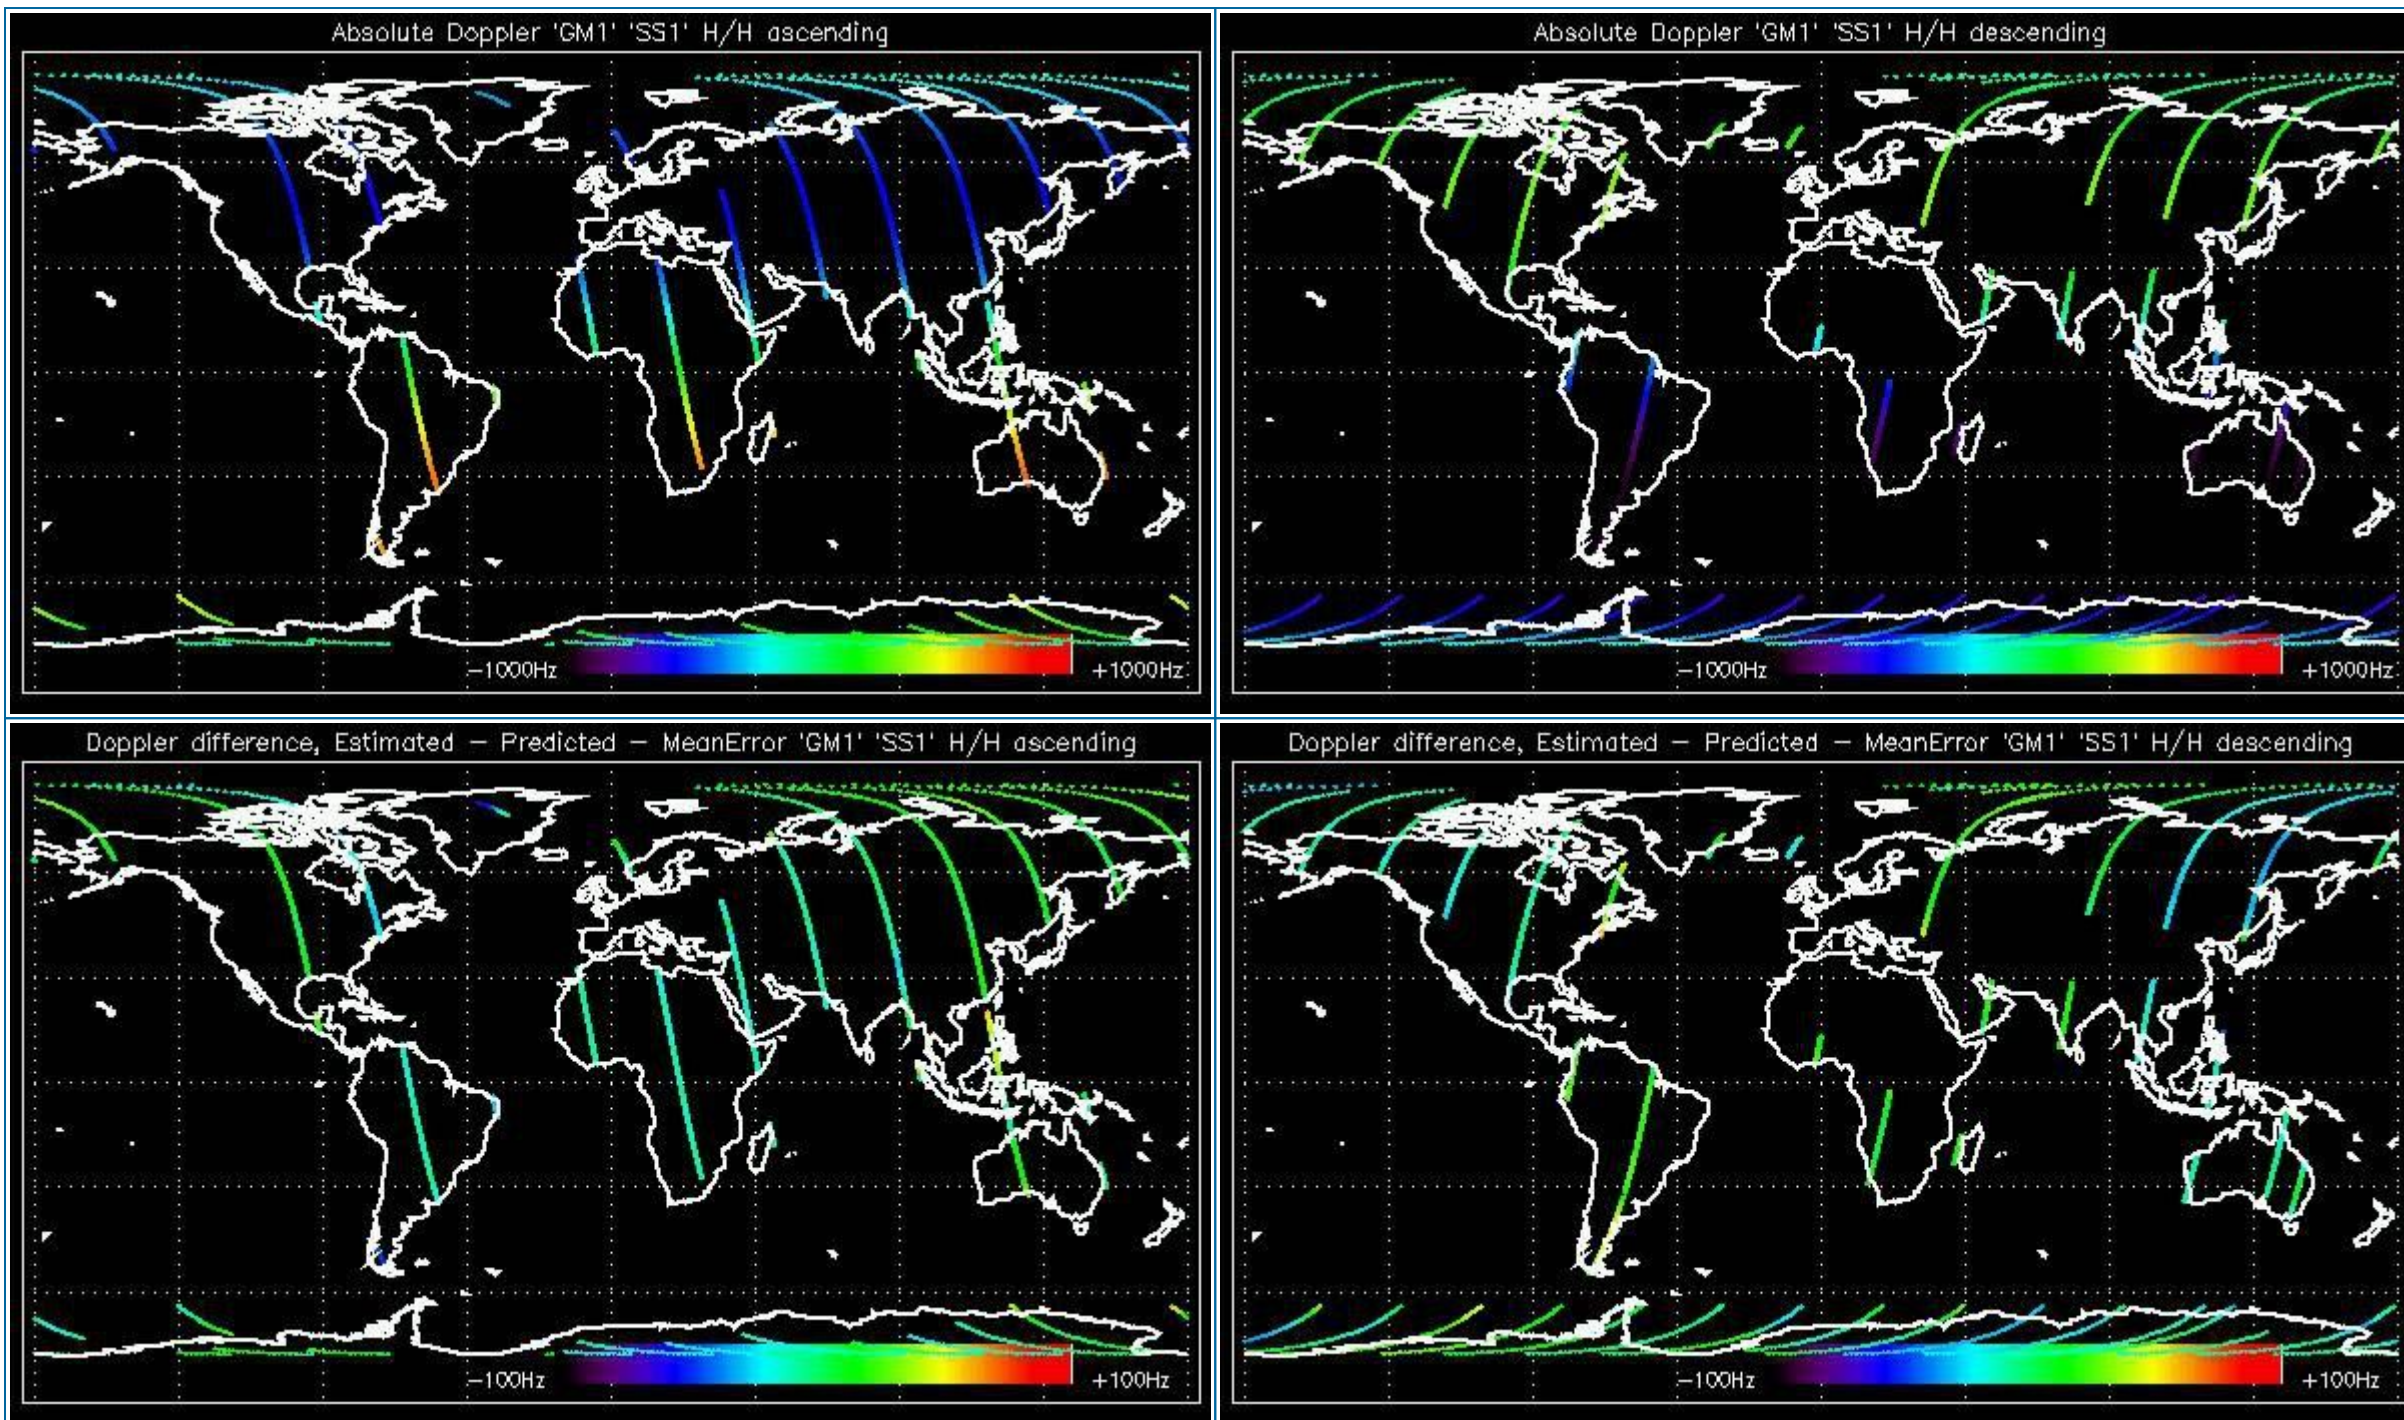 Absolute Doppler 'GM1' 'SS1' H/H ascending
-1000Hz
+1000Hz
Absolute Doppler 'GM1' 'SS1' H/H descending
-1000Hz
+1000Hz
Doppler difference, Estimated – Predicted – MeanError 'GM1' 'SS1' H/H ascending
-100Hz
+100Hz
Doppler difference, Estimated – Predicted – MeanError 'GM1' 'SS1' H/H descending
-100Hz
+100Hz